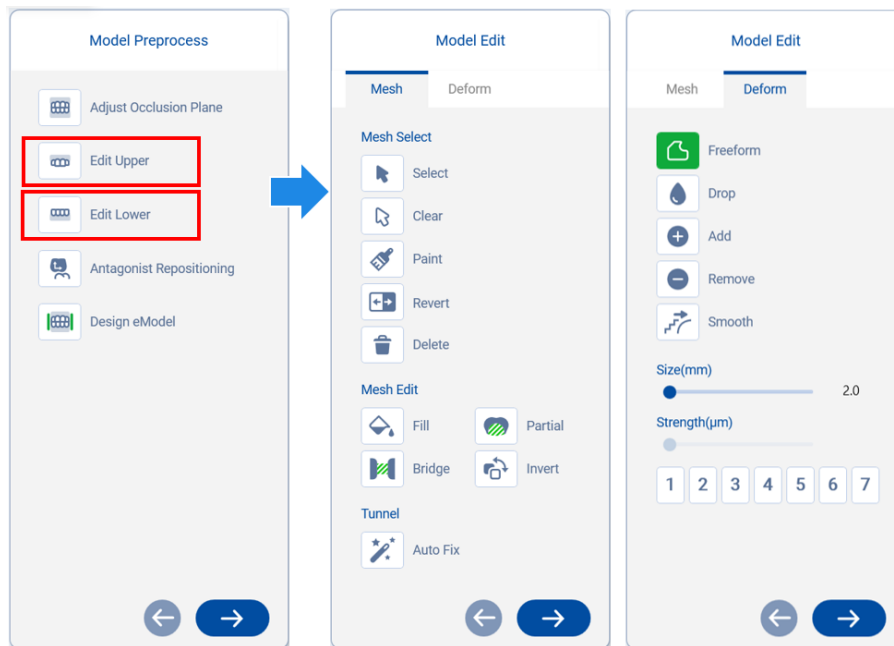 Model Preprocess
Adjust Occlusion Plane
Edit Upper
Edit Lower
Antagonist Repositioning
Design eModel
Model Edit
Mesh Deform
Mesh Select
Select
Clear
Paint
Revert
Delete
Mesh Edit
Fill Partial
Bridge Invert
Tunnel
Auto Fix
Model Edit
Mesh Deform
Freeform
Drop
Add
Remove
Smooth
Size(mm)
2.0
Strength(μm)
1 2 3 4 5 6 7